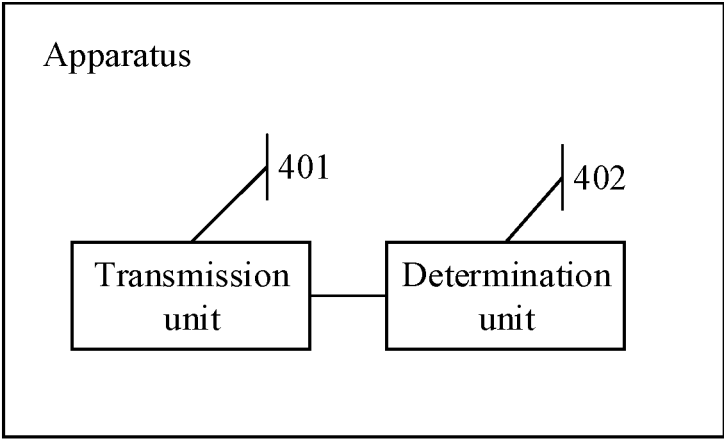 Apparatus
401
402
Transmission
unit
Determination
unit